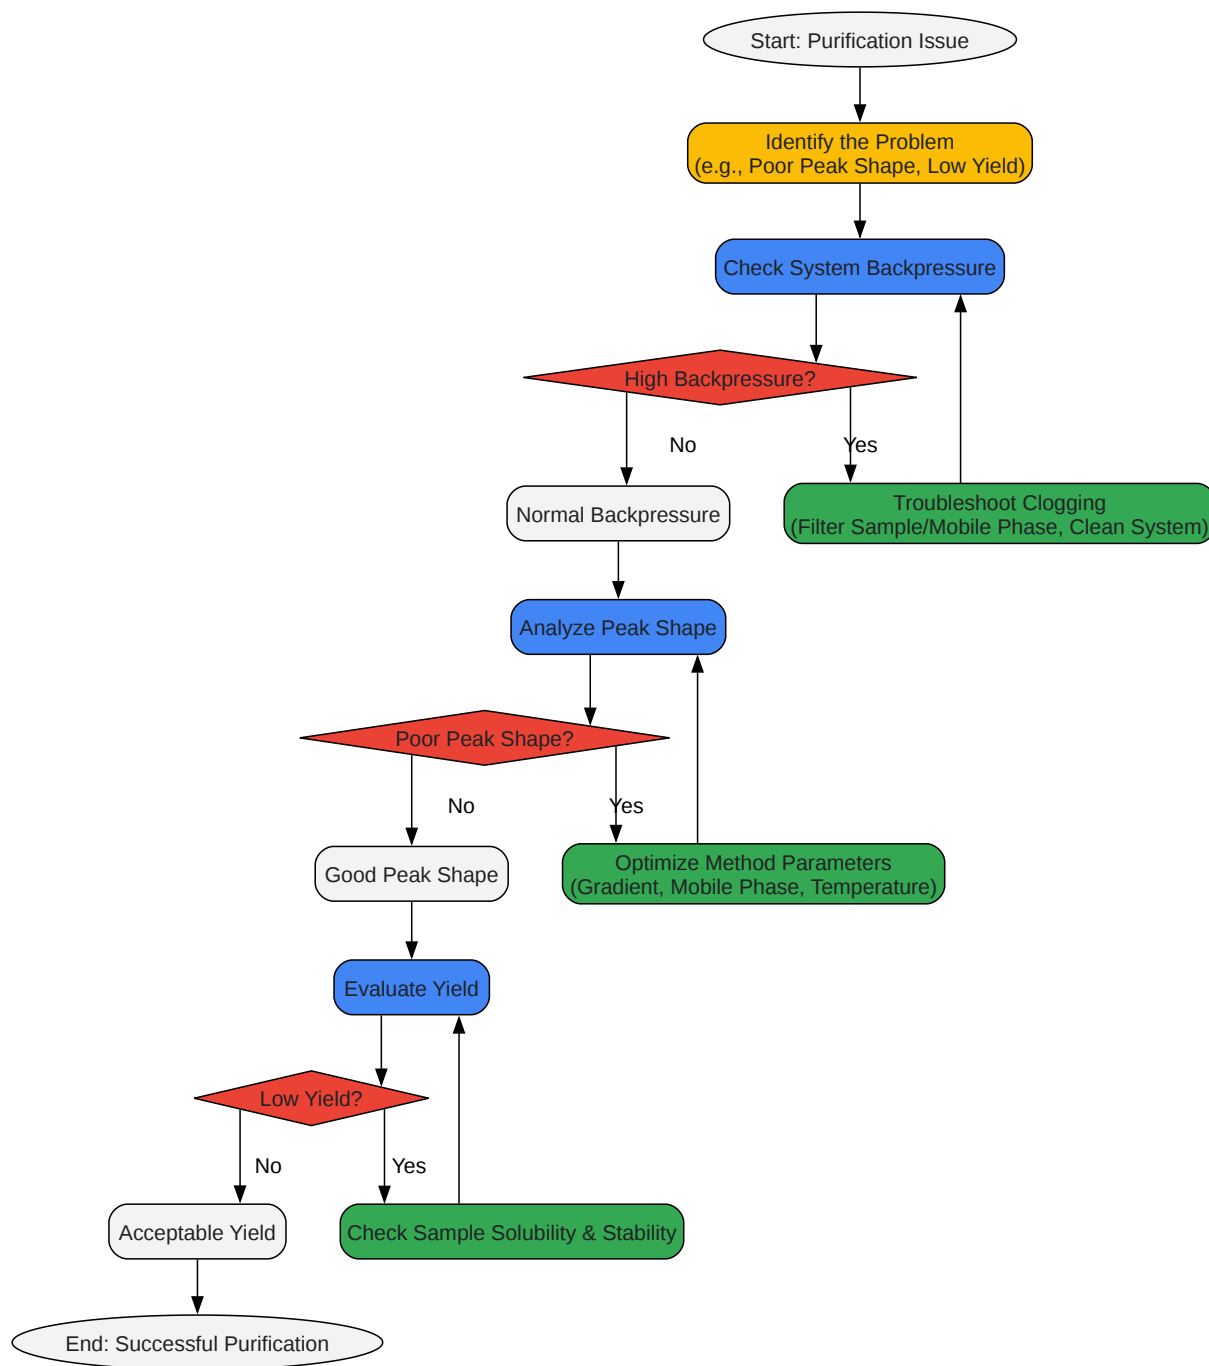 Start: Purification Issue
Identify the Problem
(e.g., Poor Peak Shape, Low Yield)
Check System Backpressure
High Backpressure?
No
Yes
Normal Backpressure
Troubleshoot Clogging
(Filter Sample/Mobile Phase, Clean System)
Analyze Peak Shape
Poor Peak Shape?
No
Yes
Good Peak Shape
Optimize Method Parameters
(Gradient, Mobile Phase, Temperature)
Evaluate Yield
Low Yield?
No
Yes
Acceptable Yield
Check Sample Solubility & Stability
End: Successful Purification